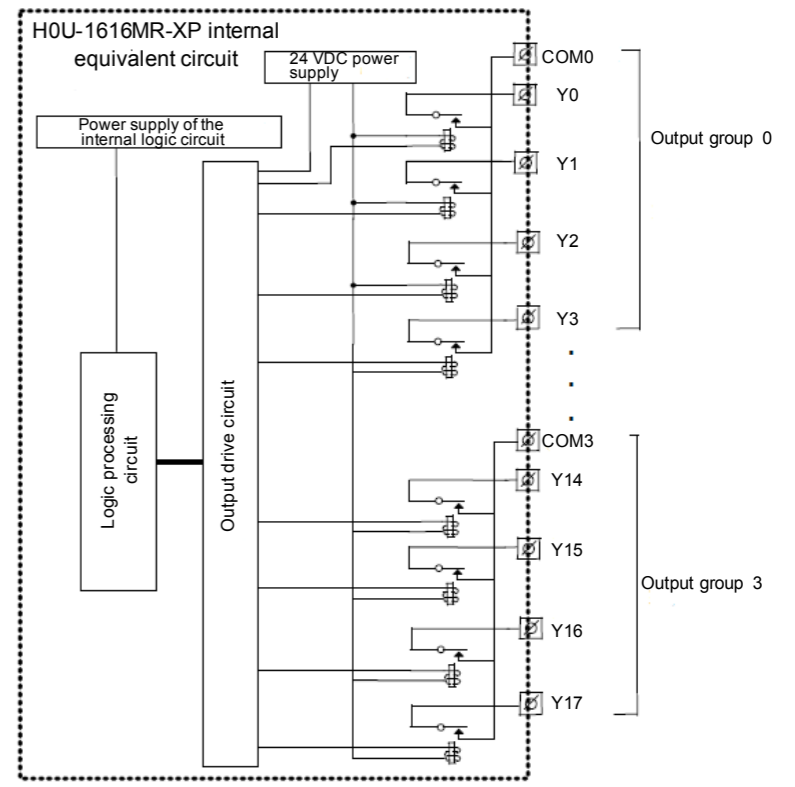 H0U-1616MR-XP internal
equivalent circuit
24 VDC power
supply
Power supply of the
internal logic circuit
Logic processing
circuit
Output drive circuit
COM0
Y0
Y1
Y2
Y3
Output group 0
COM3
Y14
Y15
Y16
Y17
Output group 3